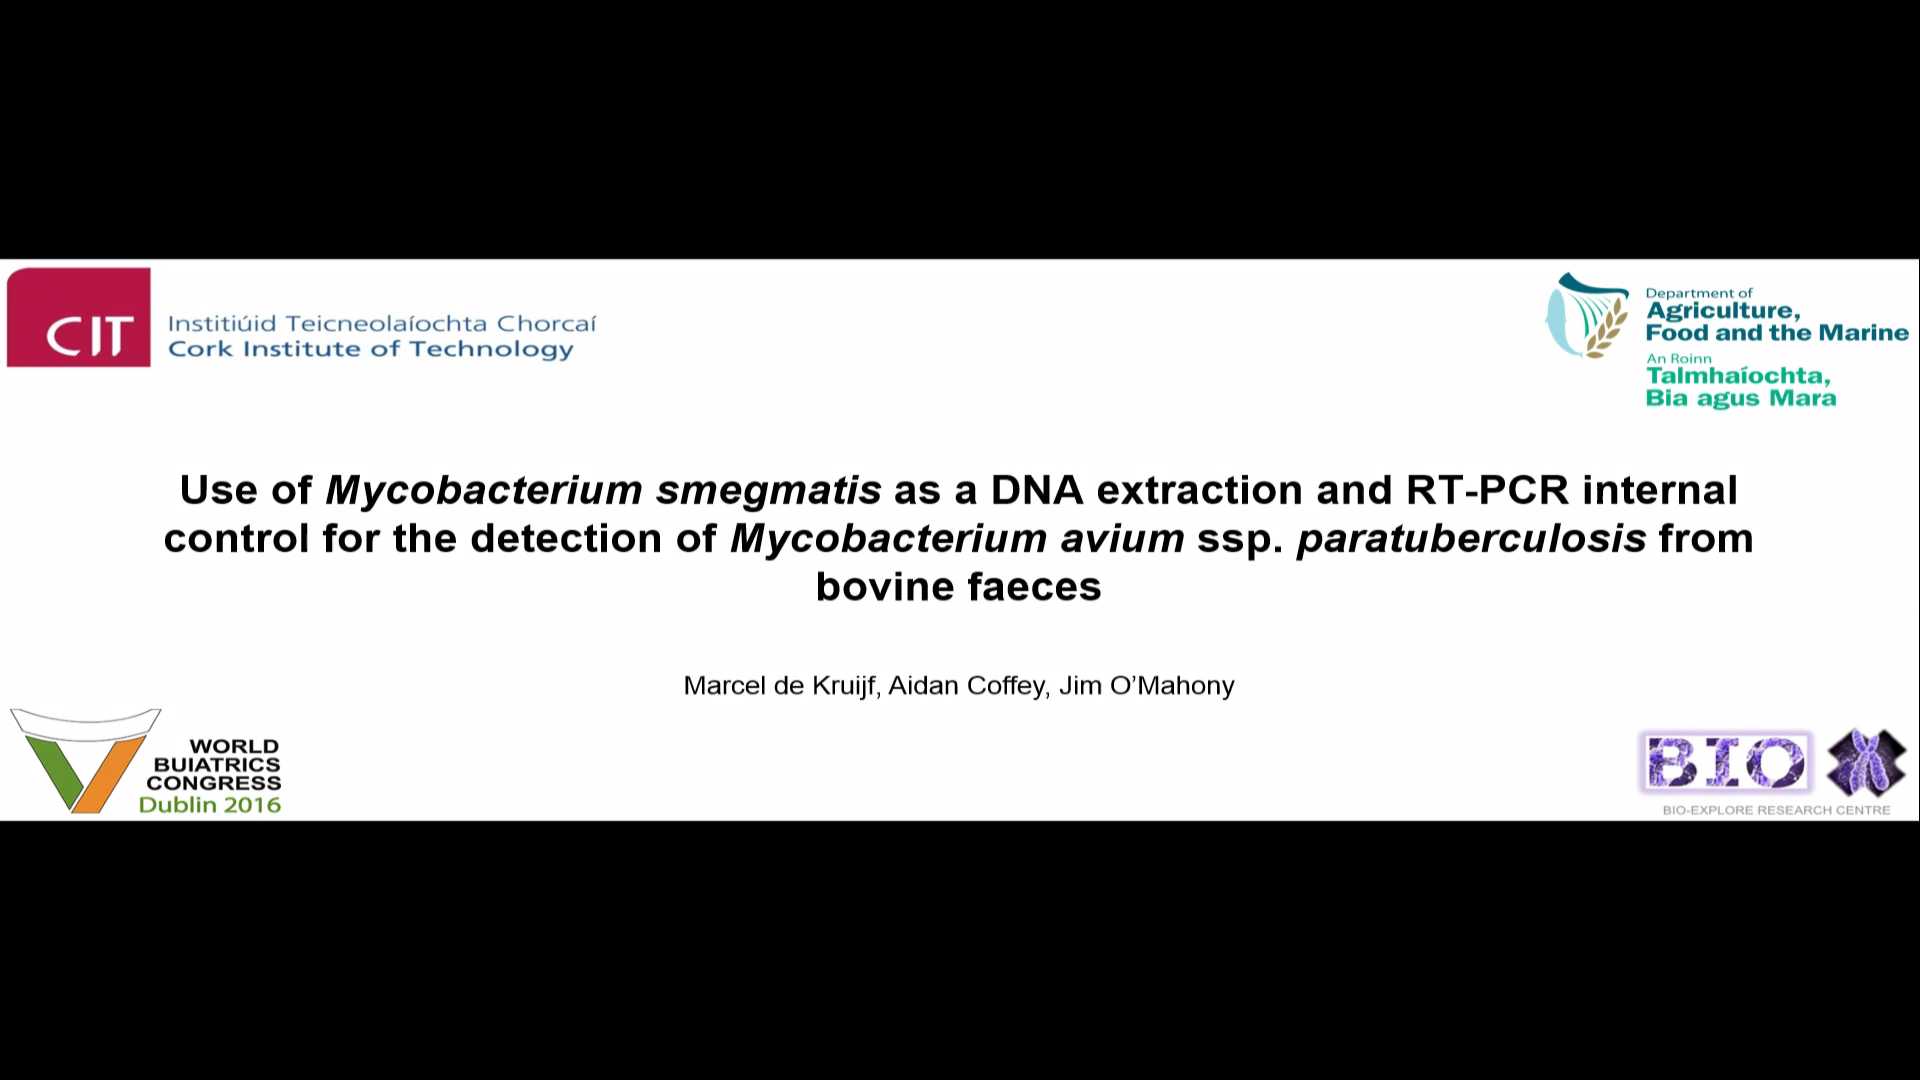 CIT
Institiúid Teicneolaíochta Chorcaí
Cork Institute of Technology
Department of
Agriculture,
Food and the Marine
An Roinn
Talmhaíochta,
Bia agus Mara
Use of Mycobacterium smegmatis as a DNA extraction and RT-PCR internal
control for the detection of Mycobacterium avium ssp. paratuberculosis from
bovine faeces
Marcel de Kruijf, Aidan Coffey, Jim O’Mahony
WORLD
BUIATRICS
CONGRESS
Dublin 2016
BIO
BIO-EXPLORE RESEARCH CENTRE